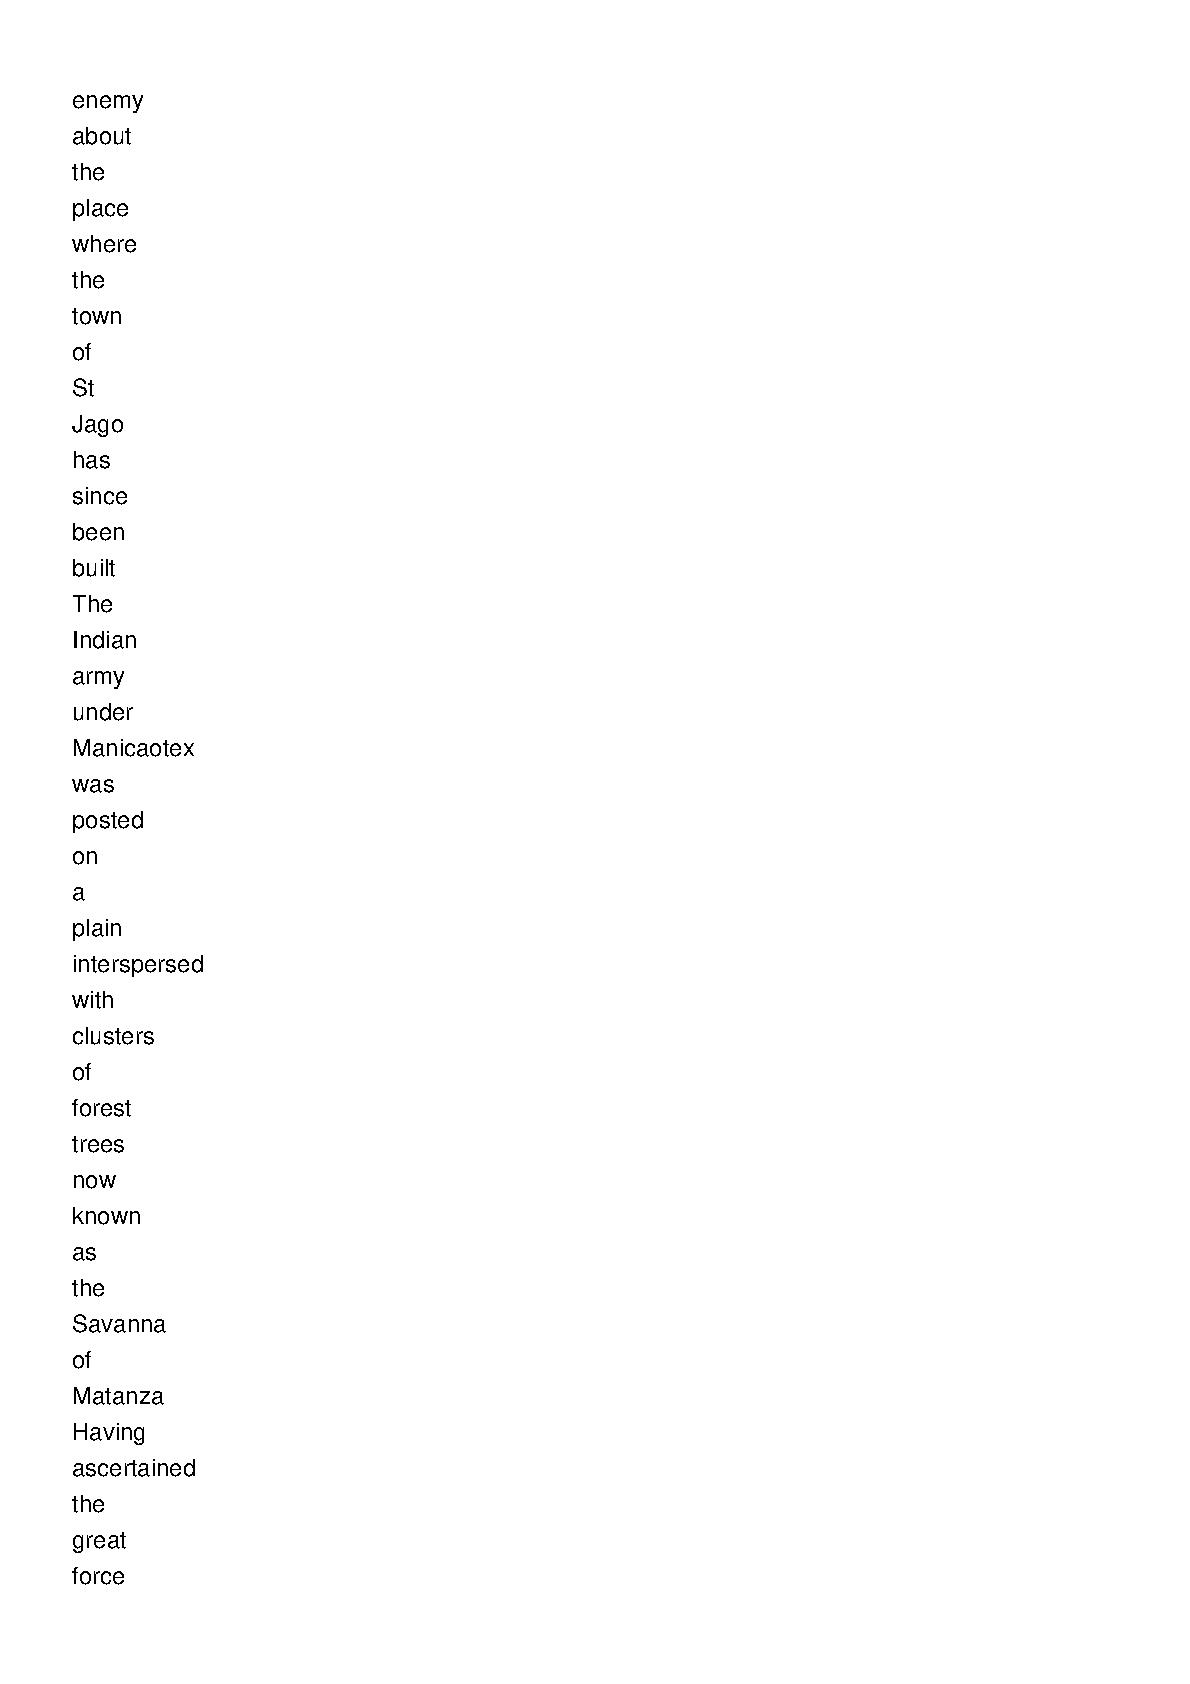 enemy
about
the
place
where
the
town
of
St
Jago
has
since
been
built
The
Indian
army
under
Manicaotex
was
posted
on
a
plain
interspersed
with
clusters
of
forest
trees
now
known
as
the
Savanna
of
Matanza
Having
ascertained
the
great
force